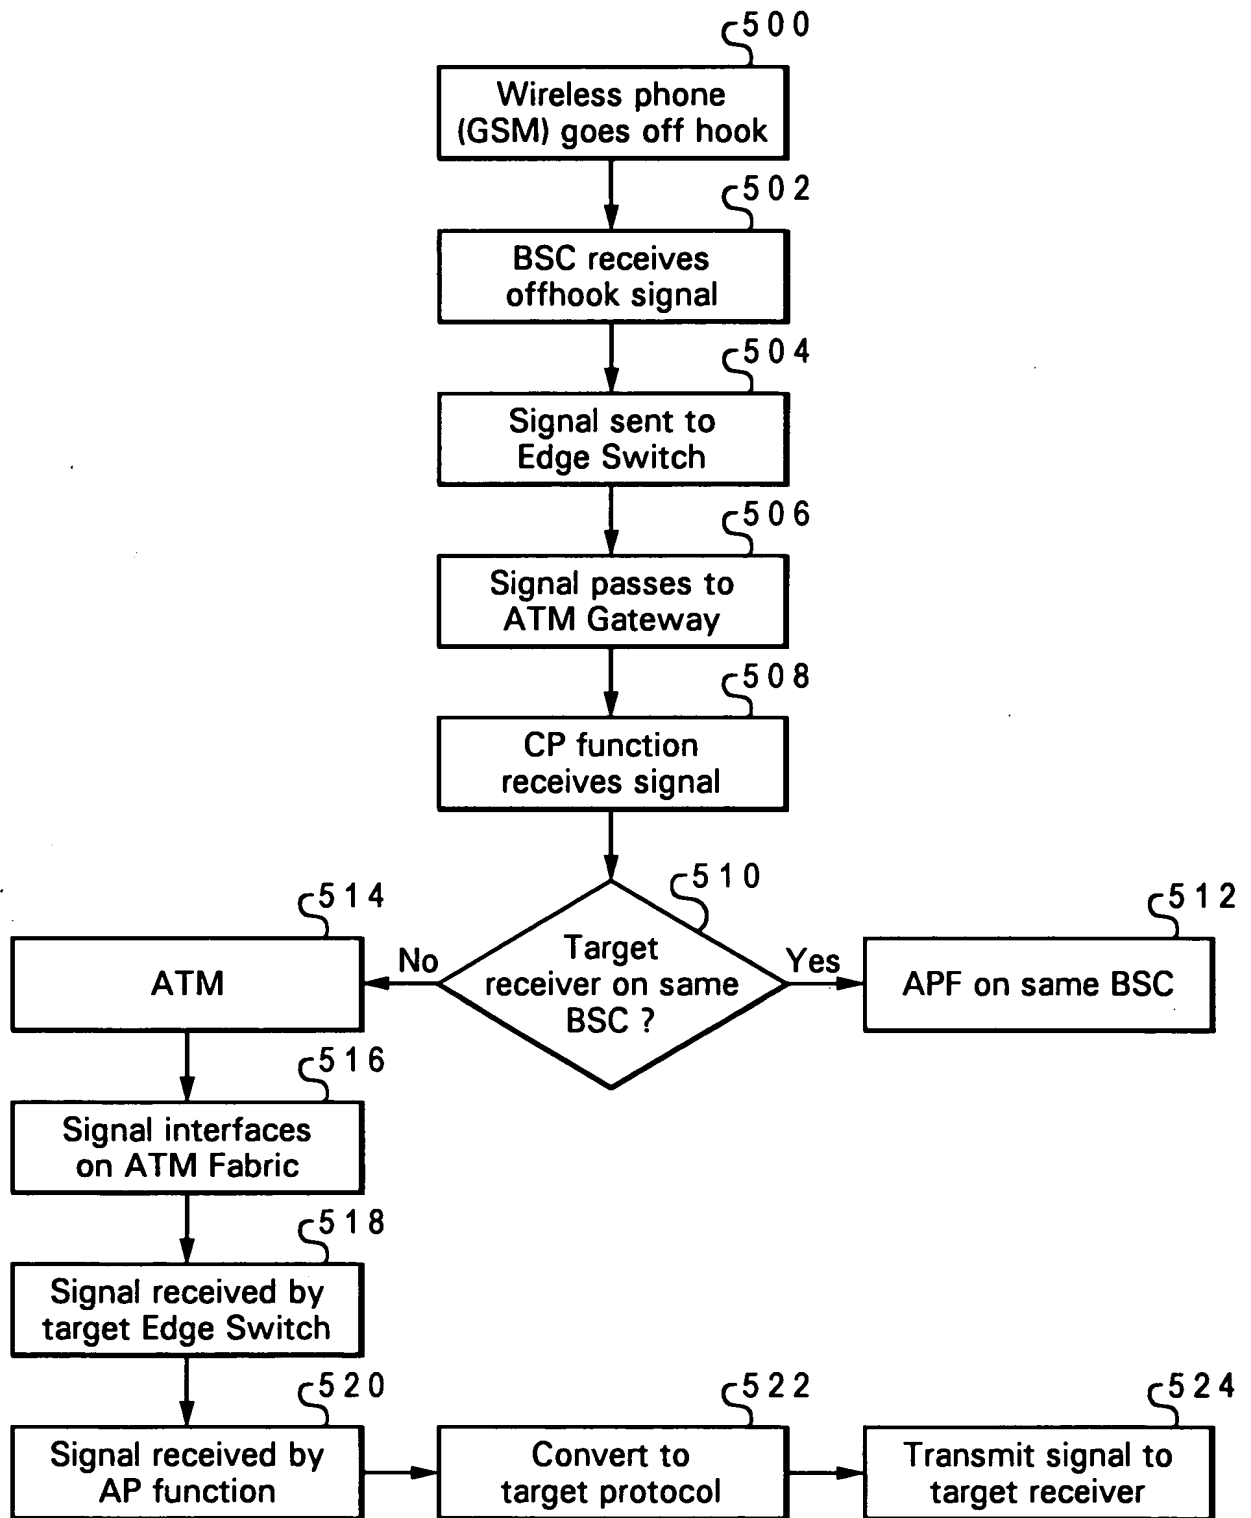 500
Wireless phone
(GSM) goes off hook
502
BSC receives
offhook signal
504
Signal sent to
Edge Switch
506
Signal passes to
ATM Gateway
508
CP function
receives signal
510
Target
receiver on same
BSC ?
No
Yes
514
ATM
512
APF on same BSC
516
Signal interfaces
on ATM Fabric
518
Signal received by
target Edge Switch
520
Signal received by
AP function
522
Convert to
target protocol
524
Transmit signal to
target receiver